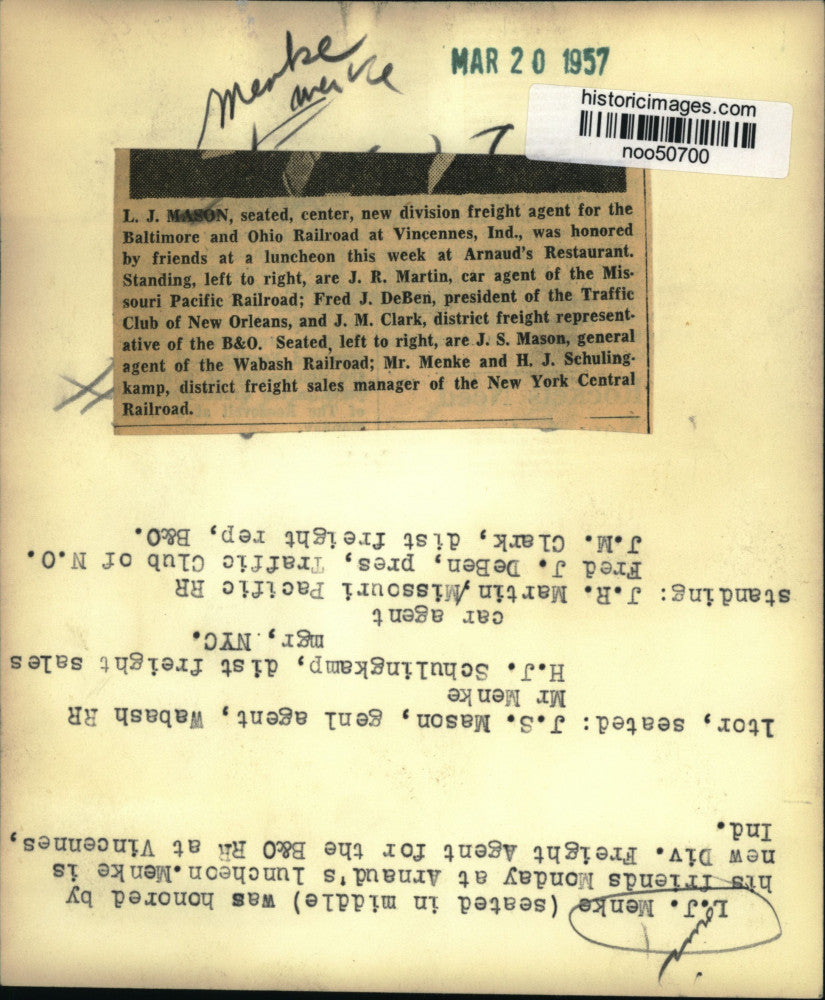 Menke
Menke
MAR 20 1957
historicimages.com
noo50700
L. J. MASON, seated, center, new division freight agent for the
Baltimore and Ohio Railroad at Vincennes, Ind., was honored
by friends at a luncheon this week at Arnaud's Restaurant.
Standing, left to right, are J. R. Martin, car agent of the Mis-
souri Pacific Railroad; Fred J. DeBen, president of the Traffic
Club of New Orleans, and J. M. Clark, district freight represent-
ative of the B&O. Seated, left to right, are J. S. Mason, general
agent of the Wabash Railroad; Mr. Menke and H. J. Schuling-
kamp, district freight sales manager of the New York Central
Railroad.
L.J. Menke (seated in middle) was honored by
his friends Monday at Arnaud's luncheon. Menke is
new Div. Freight Agent for the B&O RR at Vincennes,
Ind.
ltor, seated: J.S. Mason, genl agent, Wabash RR
Mr Menke
H.J. Schulingkamp, dist freight sales
mgr, NYC.
car agent
standing: J.R. Martin/Missouri Pacific RR
Fred J. DeBen, pres, Traffic Club of N.O.
J.M. Clark, dist freight rep, B&O.